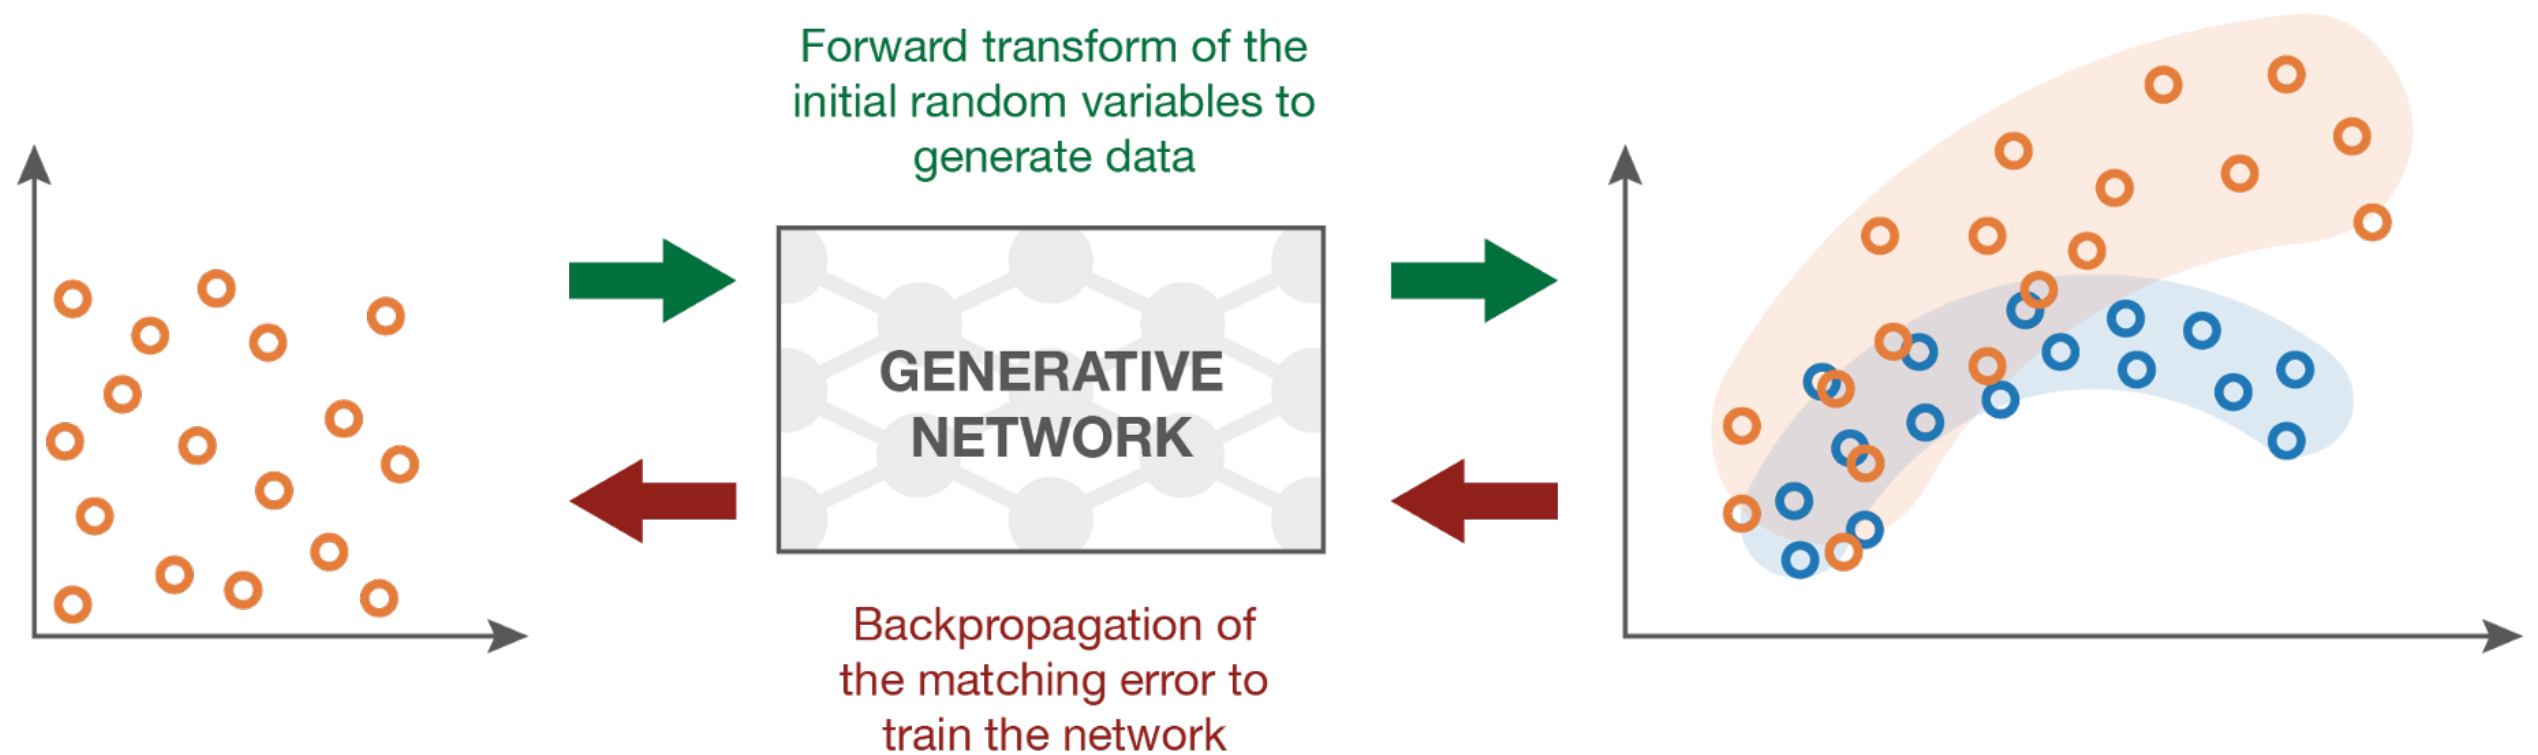 Forward transform of the
initial random variables to
generate data
GENERATIVE
NETWORK
Backpropagation of
the matching error to
train the network